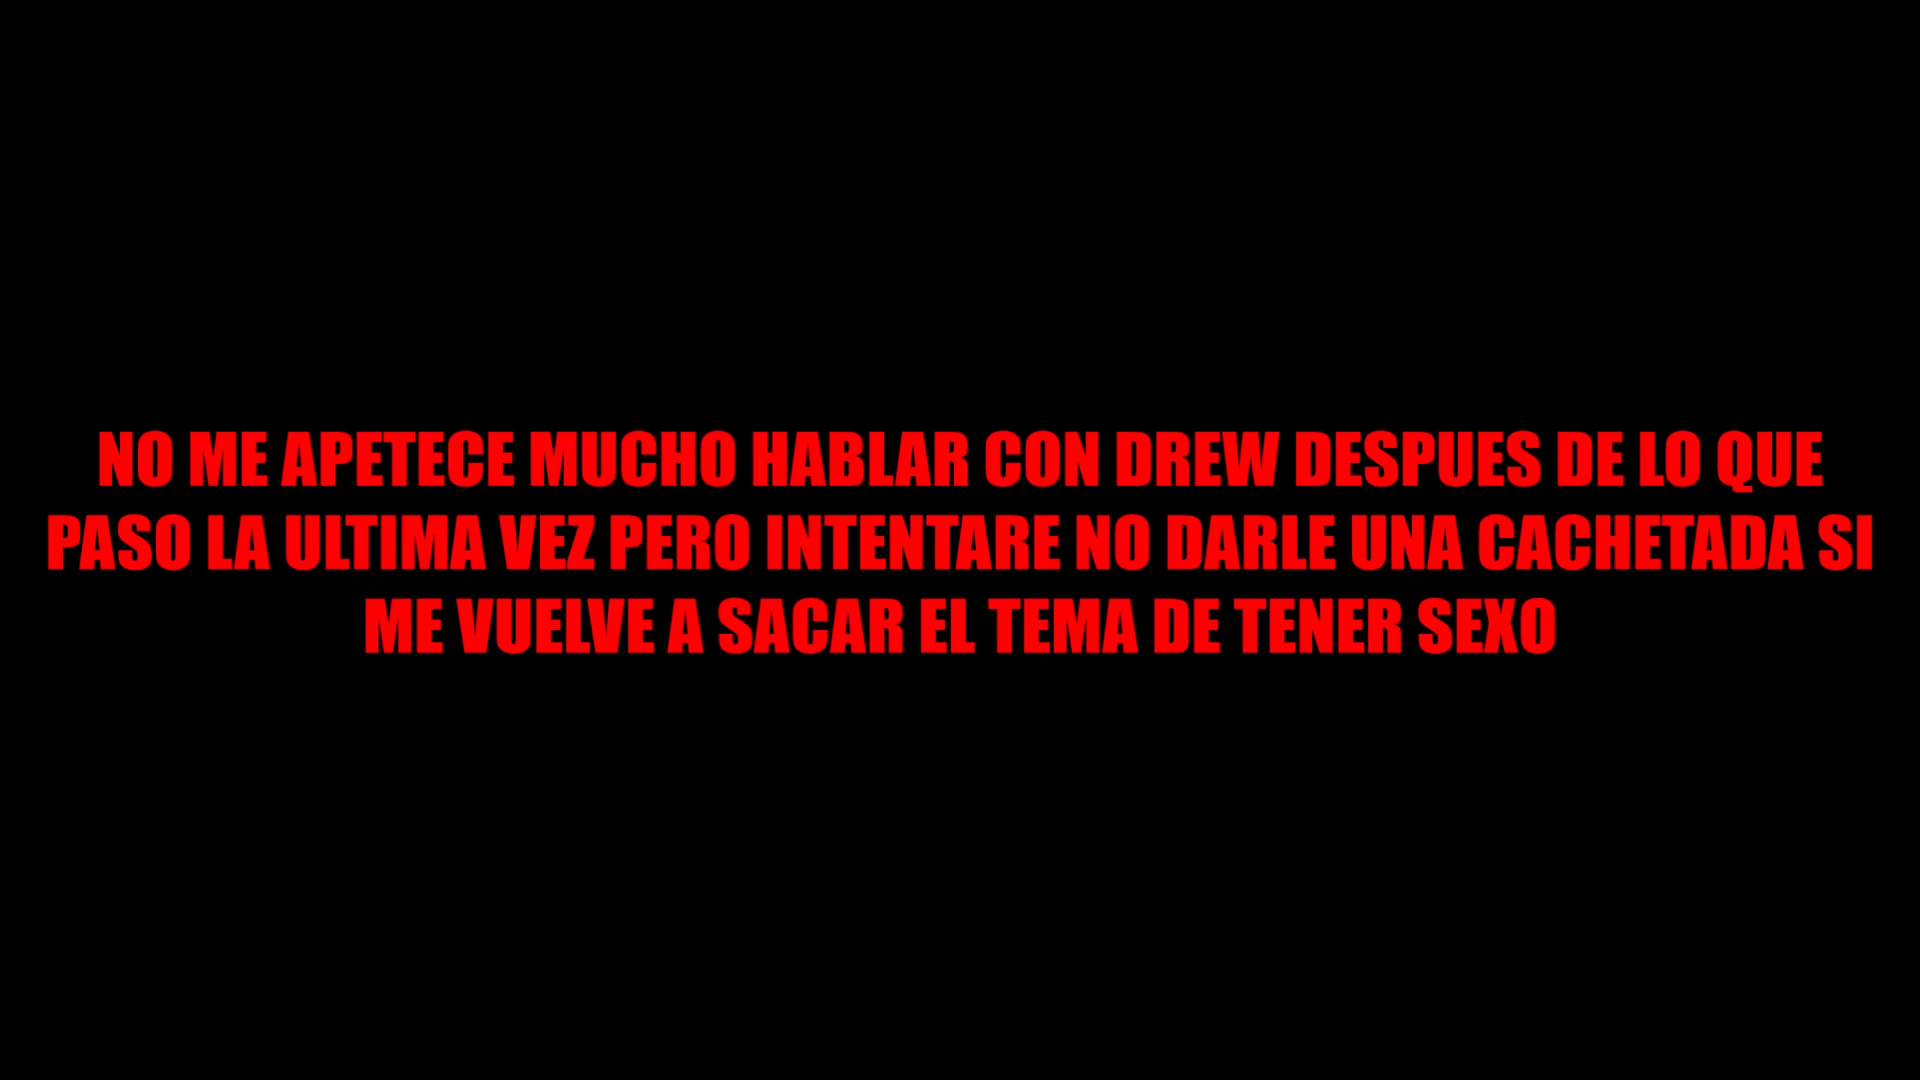 NO ME APETECE MUCHO HABLAR CON DREW DESPUES DE LO QUE
PASO LA ULTIMA VEZ PERO INTENTARE NO DARLE UNA CACHETADA SI
ME VUELVE A SACAR EL TEMA DE TENER SEXO